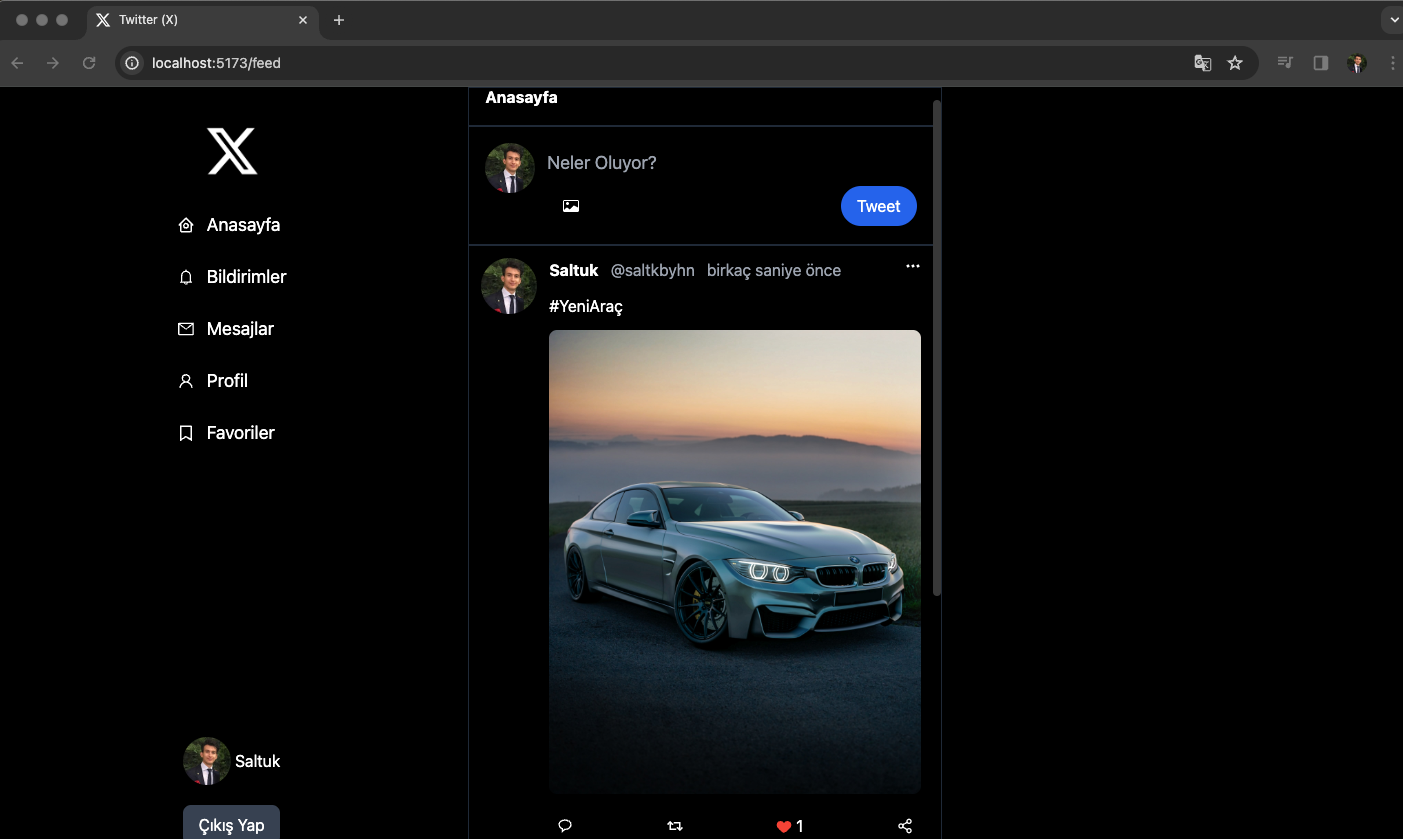 Twitter (X)
localhost:5173/feed
Anasayfa
Bildirimler
Mesajlar
Profil
Favoriler
Saltuk
Çıkış Yap
Anasayfa
Neler Oluyor?
Tweet
Saltuk @saltkbyhn birkaç saniye önce
#YeniAraç
1